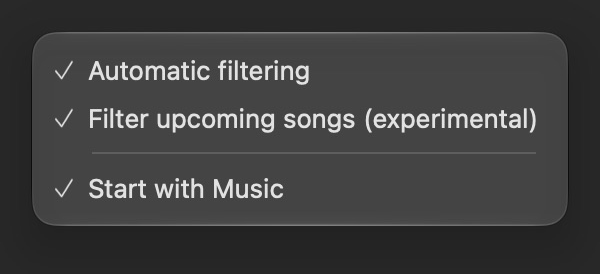 ✓ Automatic filtering
✓ Filter upcoming songs (experimental)
✓ Start with Music